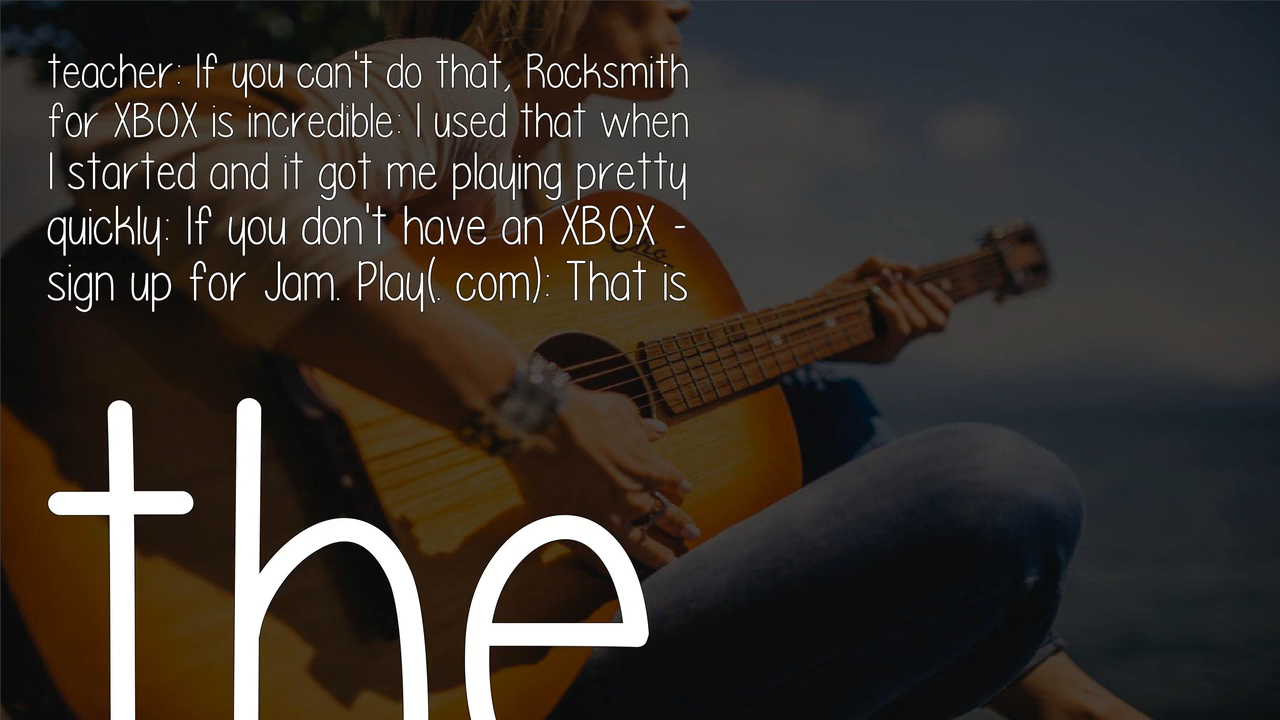 teacher: If you can't do that, Rocksmith
for XBOX is incredible: I used that when
I started and it got me playing pretty
quickly: If you don't have an XBOX -
sign up for Jam. Play(. com): That is
the